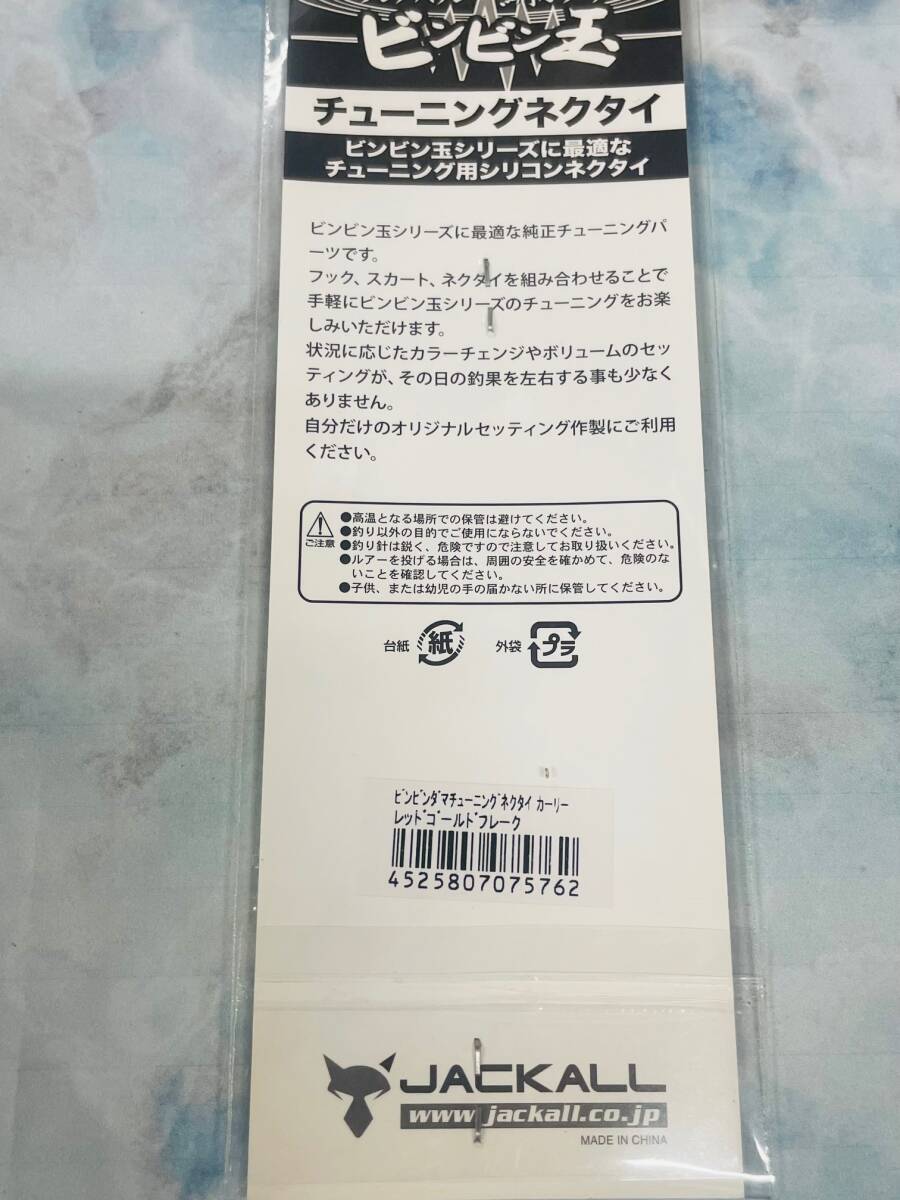 ビンビン玉
チューニングネクタイ
ビンビン玉シリーズに最適な
チューニング用シリコンネクタイ
ビンビン玉シリーズに最適な純正チューニングパ
ーツです。
フック、スカート、ネクタイを組み合わせることで
手軽にビンビン玉シリーズのチューニングをお楽
しみいただけます。
状況に応じたカラーチェンジやボリュームのセッ
ティングが、その日の釣果を左右する事も少なく
ありません。
自分だけのオリジナルセッティング作製にご利用
ください。
ご注意
●高温となる場所での保管は避けてください。
●釣り以外の目的でご使用にならないでください。
●釣り針は鋭く、危険ですので注意してお取り扱いください。
●ルアーを投げる場合は、周囲の安全を確かめて、危険のな
いことを確認してください。
●子供、または幼児の手の届かない所に保管してください。
台紙 紙 外袋 プラ
ﾋﾞﾝﾋﾞﾝﾀﾞﾏﾁｭｰﾆﾝｸﾞﾈｸﾀｲ ｶｰﾘｰ
ﾚｯﾄﾞｺﾞｰﾙﾄﾞﾌﾚｰｸ
4525807075762
JACKALL
www.jackall.co.jp
MADE IN CHINA